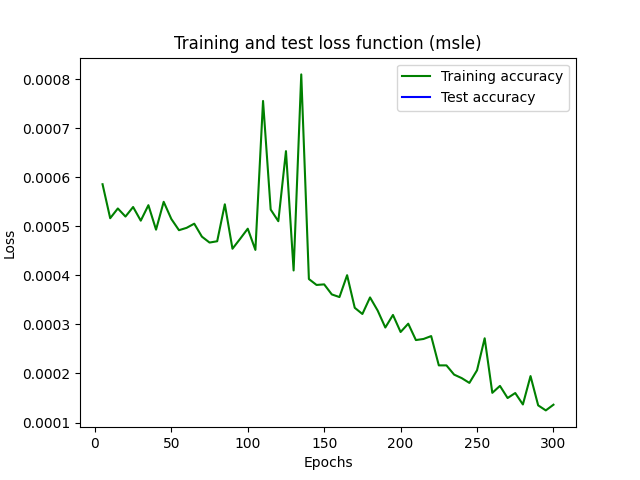 Training and test loss function (msle)
Training accuracy
Test accuracy
0.0008
0.0007
0.0006
0.0005
0.0004
0.0003
0.0002
0.0001
Loss
0 50 100 150 200 250 300
Epochs